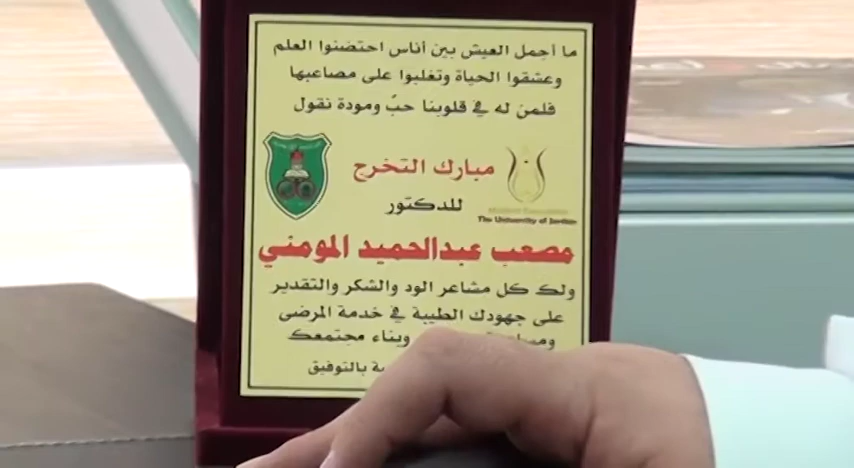 ما أجمل العيش بين أناس احتضنوا العلم
وعشقوا الحياة وتغلبوا على مصاعبها
فلمن له في قلوبنا حبً ومودة نقول
مبارك التخرج
للدكتور
The University of Jordan
مصعب عبدالحميد المومني
ولك كل مشاعر الود والشكر والتقدير
على جهودك الطيبة في خدمة المرضى
وبناء مجتمعك
بالتوفيق